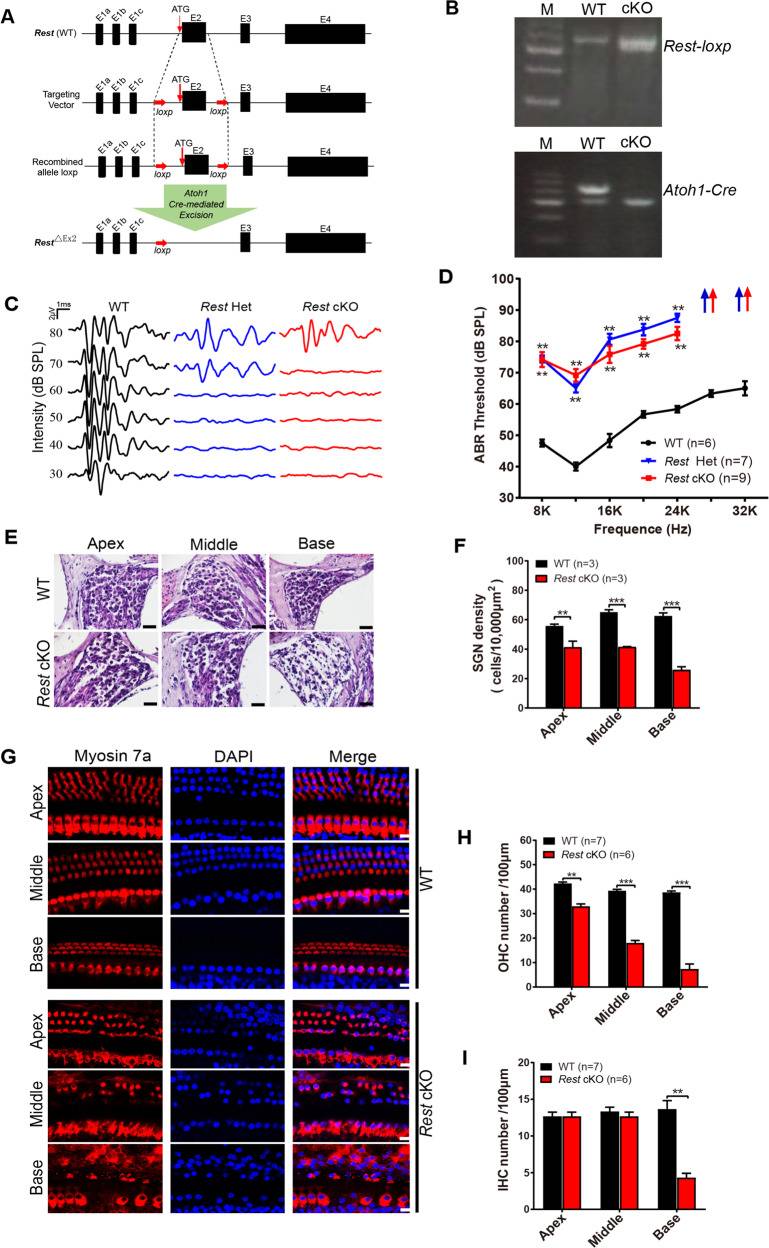 A
E1a E1b E1c ATG E2 E3 E4
Rest (WT)
E1a E1b E1c ATG E2 E3 E4
Targeting
Vector
loxp loxp
E1a E1b E1c ATG E2 E3 E4
Recombined
allele loxp
loxp loxp
Atoh1
Cre-mediated
Excision
E1a E1b E1c E3 E4
Rest△Ex2
loxp
B
M WT cKO
Rest-loxp
M WT cKO
Atoh1-Cre
C
2μV 1ms
WT Rest Het Rest cKO
Intensity (dB SPL)
80
70
60
50
40
30
D
ABR Threshold (dB SPL)
100
90
80
70
60
50
40
30
** ** ** ** **
** ** ** ** **
WT (n=6)
Rest Het (n=7)
Rest cKO (n=9)
8K 16K 24K 32K
Frequence (Hz)
E
Apex Middle Base
WT
Rest cKO
F
WT (n=3)
Rest cKO (n=3)
SGN density
( cells/10,000μm²)
100
80
60
40
20
0
** *** ***
Apex Middle Base
G
Myosin 7a DAPI Merge
Apex
Middle
Base
WT
Apex
Middle
Base
Rest cKO
H
WT (n=7)
Rest cKO (n=6)
OHC number /100μm
60
50
40
30
20
10
0
** *** ***
Apex Middle Base
I
WT (n=7)
Rest cKO (n=6)
IHC number /100μm
20
15
10
5
0
**
Apex Middle Base